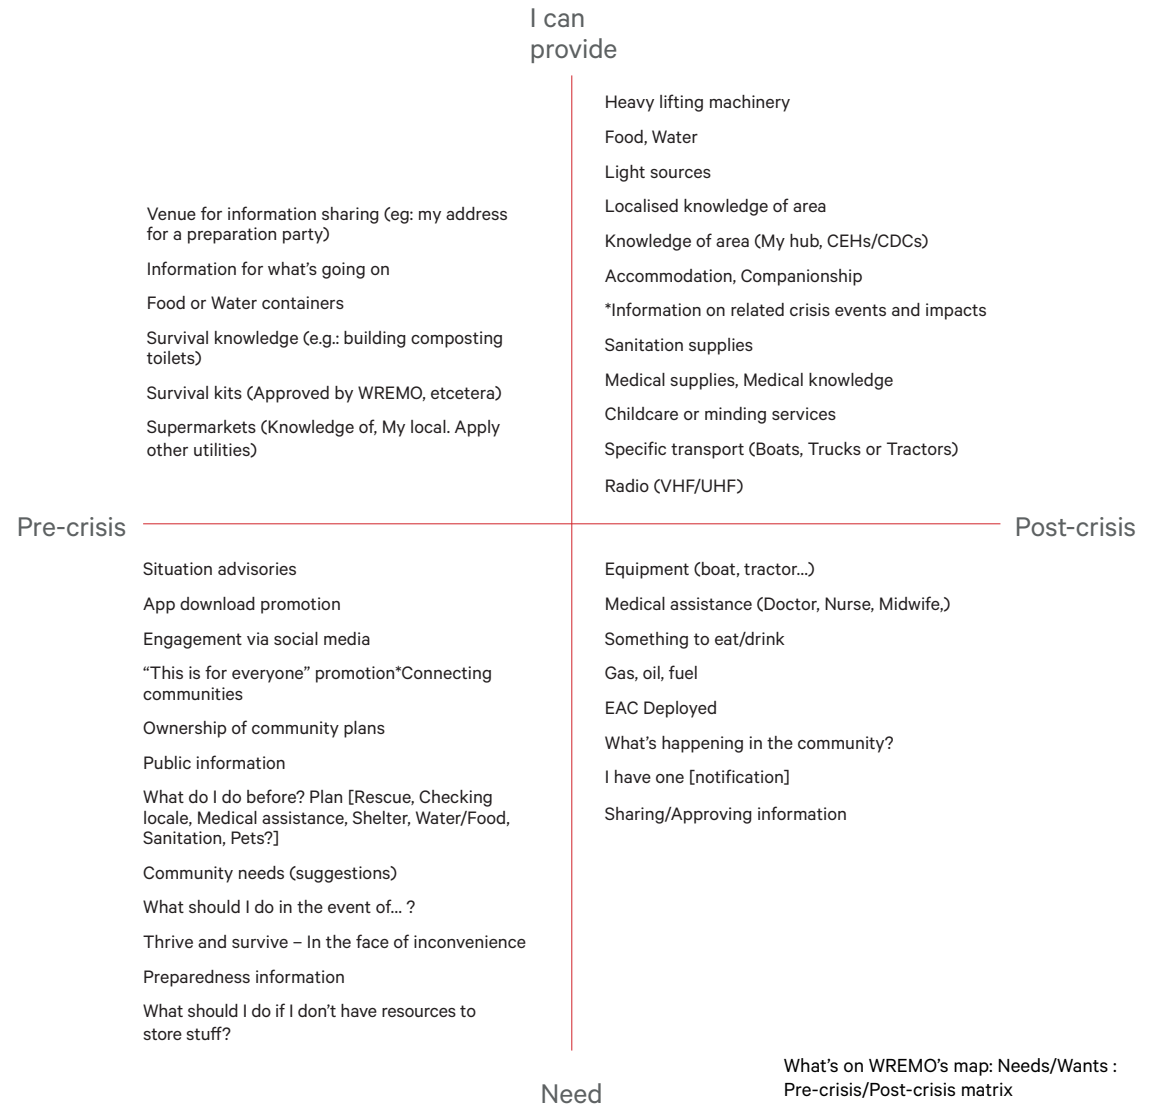 I can
provide
Venue for information sharing (eg: my address
for a preparation party)
Information for what's going on
Food or Water containers
Survival knowledge (e.g.: building composting
toilets)
Survival kits (Approved by WREMO, etcetera)
Supermarkets (Knowledge of, My local. Apply
other utilities)
Heavy lifting machinery
Food, Water
Light sources
Localised knowledge of area
Knowledge of area (My hub, CEHs/CDCs)
Accommodation, Companionship
*Information on related crisis events and impacts
Sanitation supplies
Medical supplies, Medical knowledge
Childcare or minding services
Specific transport (Boats, Trucks or Tractors)
Radio (VHF/UHF)
Pre-crisis
Post-crisis
Situation advisories
App download promotion
Engagement via social media
“This is for everyone” promotion*Connecting
communities
Ownership of community plans
Public information
What do I do before? Plan [Rescue, Checking
locale, Medical assistance, Shelter, Water/Food,
Sanitation, Pets?]
Community needs (suggestions)
What should I do in the event of... ?
Thrive and survive – In the face of inconvenience
Preparedness information
What should I do if I don't have resources to
store stuff?
Equipment (boat, tractor...)
Medical assistance (Doctor, Nurse, Midwife,)
Something to eat/drink
Gas, oil, fuel
EAC Deployed
What's happening in the community?
I have one [notification]
Sharing/Approving information
Need
What's on WREMO's map: Needs/Wants :
Pre-crisis/Post-crisis matrix